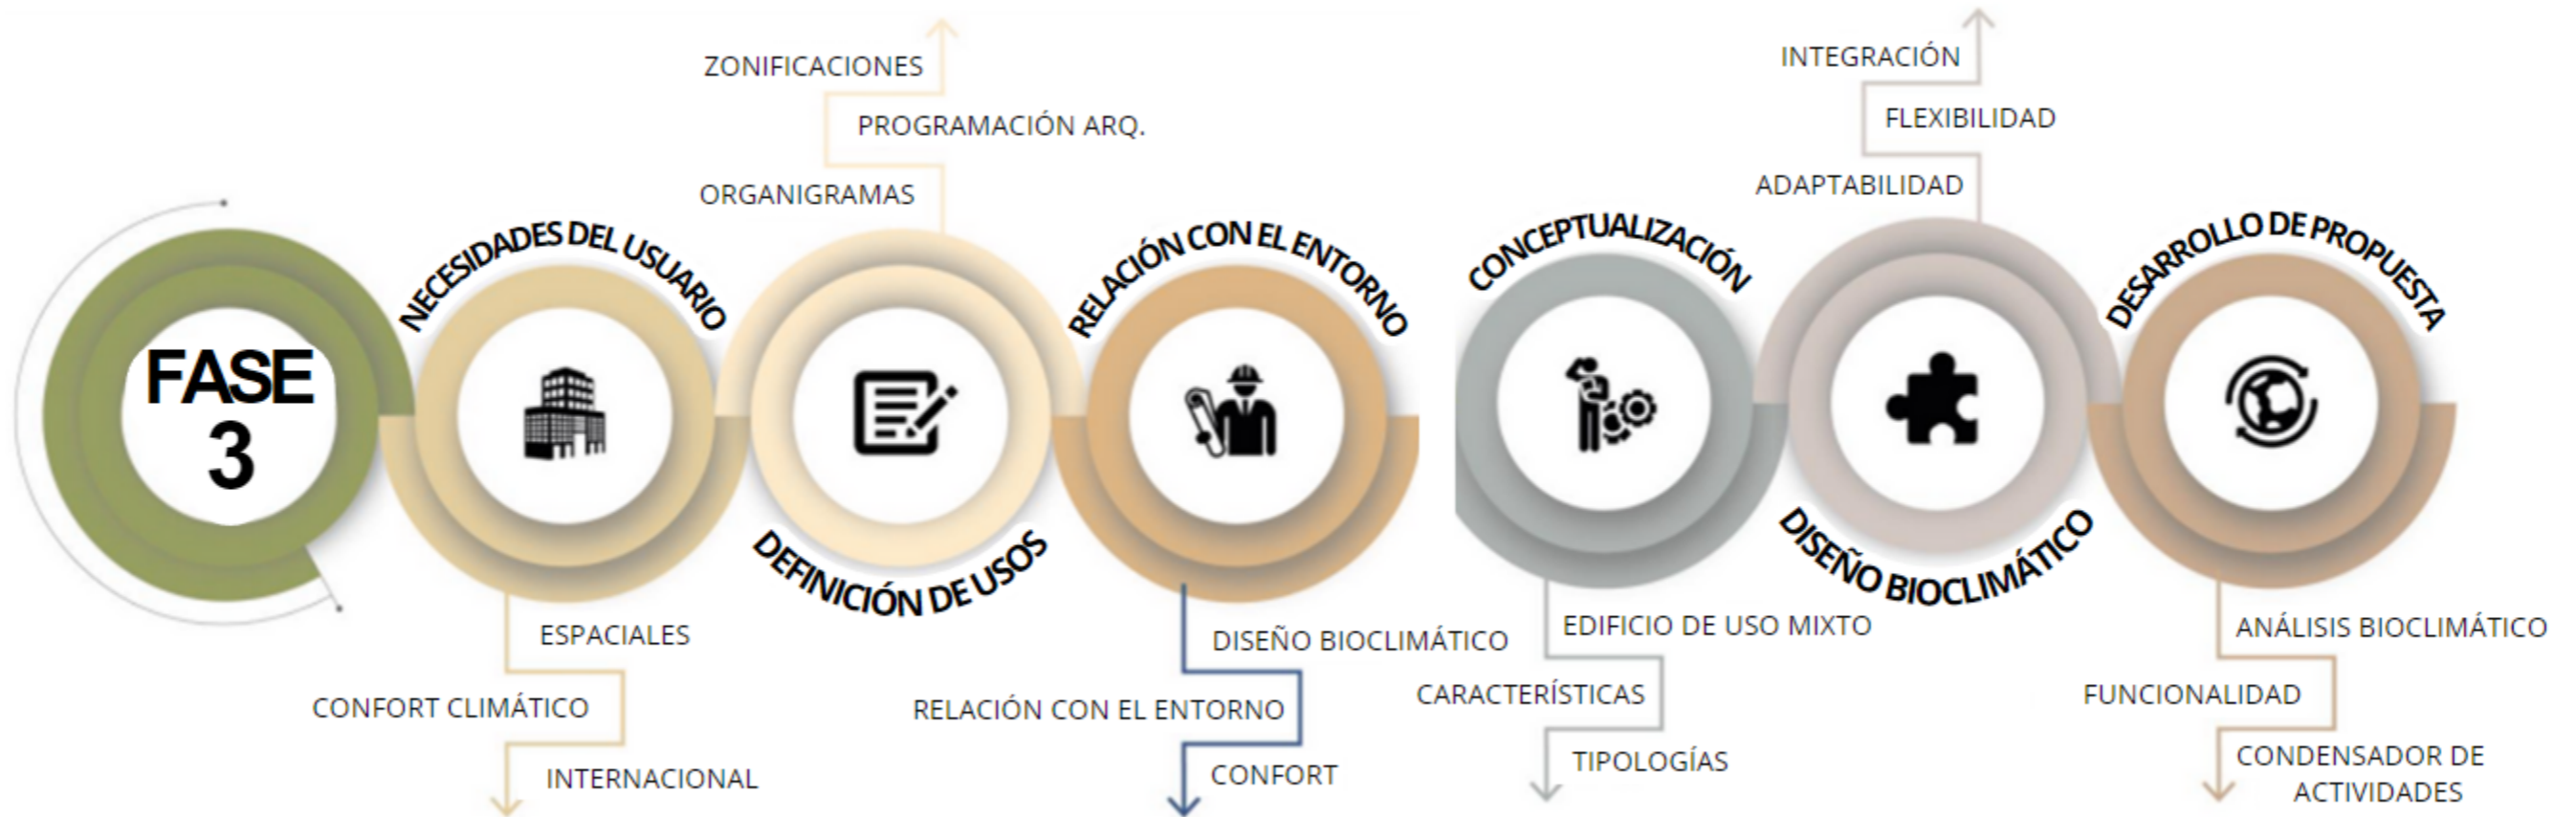 FASE
3
NECESIDADES DEL USUARIO
ESPACIALES
CONFORT CLIMÁTICO
INTERNACIONAL
ZONIFICACIONES
PROGRAMACIÓN ARQ.
ORGANIGRAMAS
DEFINICIÓN DE USOS
RELACIÓN CON EL ENTORNO
DISEÑO BIOCLIMÁTICO
RELACIÓN CON EL ENTORNO
CONFORT
CONCEPTUALIZACIÓN
EDIFICIO DE USO MIXTO
CARACTERÍSTICAS
TIPOLOGÍAS
INTEGRACIÓN
FLEXIBILIDAD
ADAPTABILIDAD
DISEÑO BIOCLIMÁTICO
DESARROLLO DE PROPUESTA
ANÁLISIS BIOCLIMÁTICO
FUNCIONALIDAD
CONDENSADOR DE
ACTIVIDADES